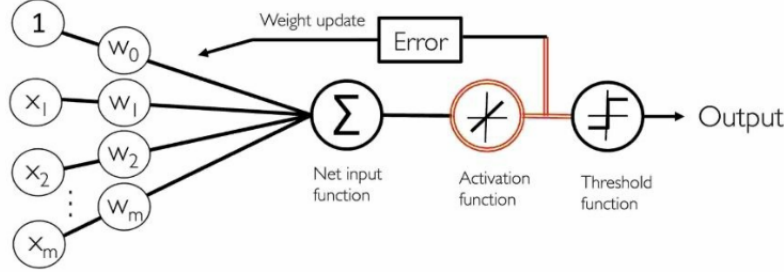 1
w₀
Weight update
Error
x₁
w₁
x₂
w₂
⋮
xₘ
wₘ
Σ
Net input
function
Activation
function
Threshold
function
Output